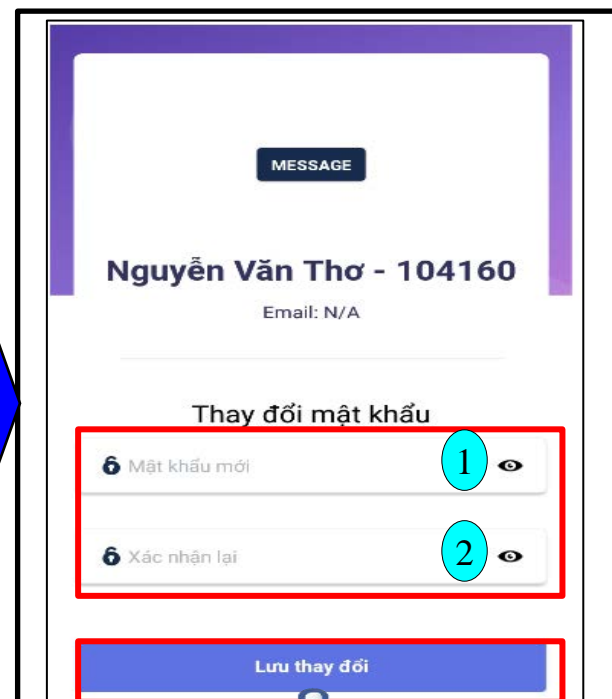 MESSAGE
Nguyễn Văn Thơ - 104160
Email: N/A
Thay đổi mật khẩu
Mật khẩu mới 1
Xác nhận lại 2
Lưu thay đổi